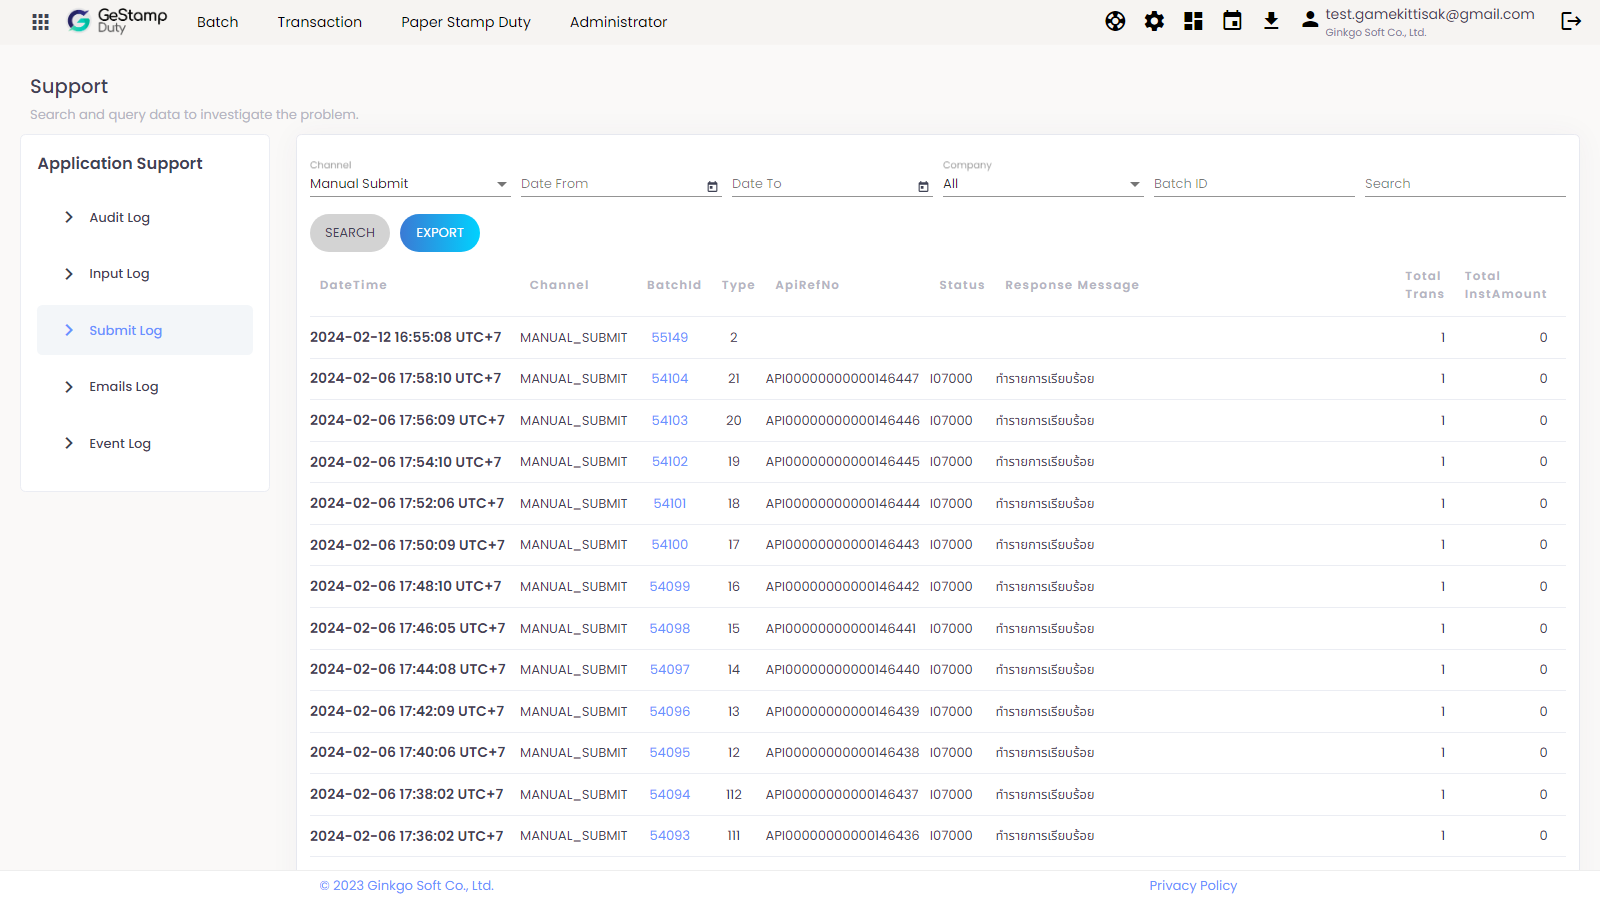 GeStamp
Duty
Batch
Transaction
Paper Stamp Duty
Administrator
test.gamekittisak@gmail.com
Ginkgo Soft Co., Ltd.
Support
Search and query data to investigate the problem.
Application Support
Audit Log
Input Log
Submit Log
Emails Log
Event Log
Channel
Manual Submit
Date From
Date To
Company
All
Batch ID
Search
SEARCH
EXPORT
DateTime Channel BatchId Type ApiRefNo Status Response Message Total Trans Total InstAmount
2024-02-12 16:55:08 UTC+7 MANUAL_SUBMIT 55149 2 1 0
2024-02-06 17:58:10 UTC+7 MANUAL_SUBMIT 54104 21 API00000000000146447 I07000 ทำรายการเรียบร้อย 1 0
2024-02-06 17:56:09 UTC+7 MANUAL_SUBMIT 54103 20 API00000000000146446 I07000 ทำรายการเรียบร้อย 1 0
2024-02-06 17:54:10 UTC+7 MANUAL_SUBMIT 54102 19 API00000000000146445 I07000 ทำรายการเรียบร้อย 1 0
2024-02-06 17:52:06 UTC+7 MANUAL_SUBMIT 54101 18 API00000000000146444 I07000 ทำรายการเรียบร้อย 1 0
2024-02-06 17:50:09 UTC+7 MANUAL_SUBMIT 54100 17 API00000000000146443 I07000 ทำรายการเรียบร้อย 1 0
2024-02-06 17:48:10 UTC+7 MANUAL_SUBMIT 54099 16 API00000000000146442 I07000 ทำรายการเรียบร้อย 1 0
2024-02-06 17:46:05 UTC+7 MANUAL_SUBMIT 54098 15 API00000000000146441 I07000 ทำรายการเรียบร้อย 1 0
2024-02-06 17:44:08 UTC+7 MANUAL_SUBMIT 54097 14 API00000000000146440 I07000 ทำรายการเรียบร้อย 1 0
2024-02-06 17:42:09 UTC+7 MANUAL_SUBMIT 54096 13 API00000000000146439 I07000 ทำรายการเรียบร้อย 1 0
2024-02-06 17:40:06 UTC+7 MANUAL_SUBMIT 54095 12 API00000000000146438 I07000 ทำรายการเรียบร้อย 1 0
2024-02-06 17:38:02 UTC+7 MANUAL_SUBMIT 54094 112 API00000000000146437 I07000 ทำรายการเรียบร้อย 1 0
2024-02-06 17:36:02 UTC+7 MANUAL_SUBMIT 54093 111 API00000000000146436 I07000 ทำรายการเรียบร้อย 1 0
© 2023 Ginkgo Soft Co., Ltd.
Privacy Policy